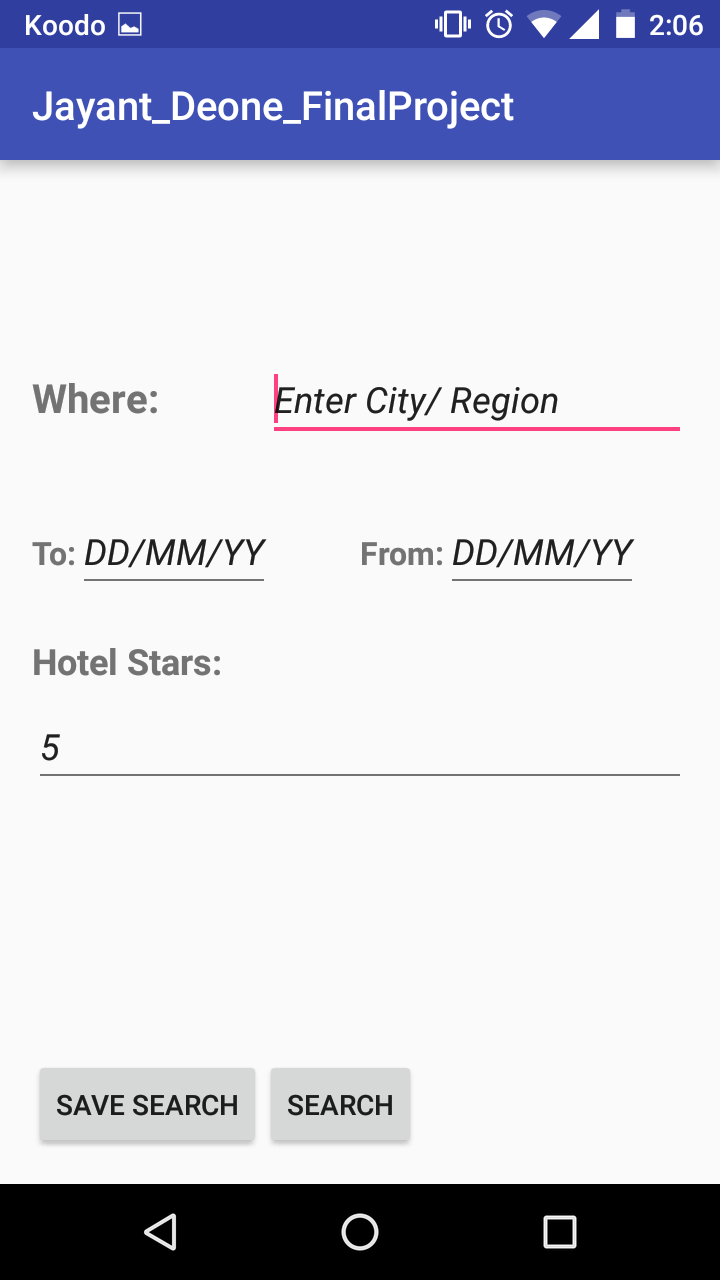 Koodo 2:06
Jayant_Deone_FinalProject
Where: Enter City/ Region
To: DD/MM/YY From: DD/MM/YY
Hotel Stars:
5
SAVE SEARCH SEARCH